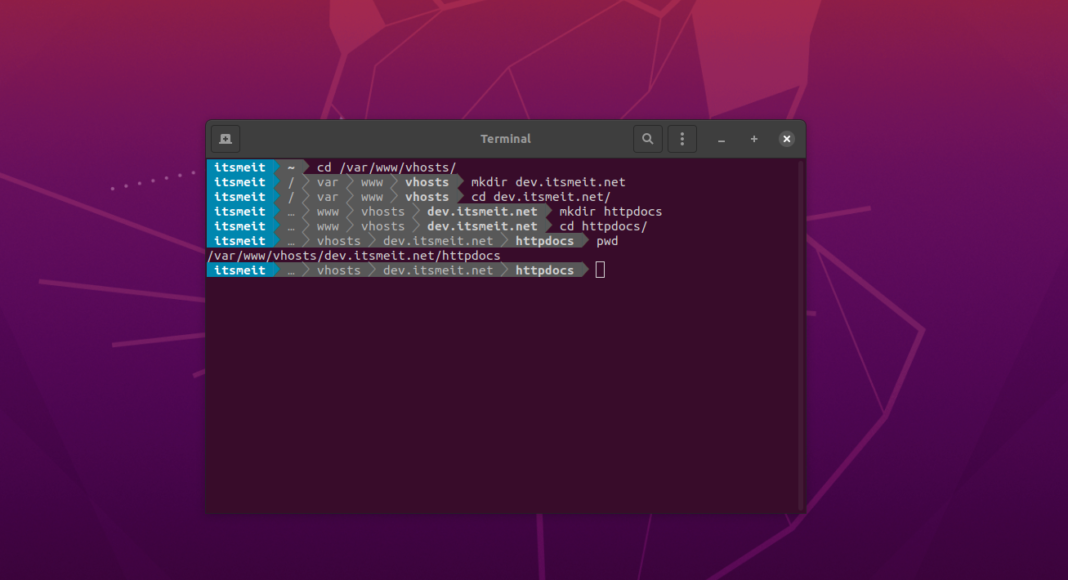 Terminal
itsmeit ~ cd /var/www/vhosts/
itsmeit / var www vhosts mkdir dev.itsmeit.net
itsmeit / var www vhosts cd dev.itsmeit.net/
itsmeit … www vhosts dev.itsmeit.net mkdir httpdocs
itsmeit … www vhosts dev.itsmeit.net cd httpdocs/
itsmeit … vhosts dev.itsmeit.net httpdocs pwd
/var/www/vhosts/dev.itsmeit.net/httpdocs
itsmeit … vhosts dev.itsmeit.net httpdocs